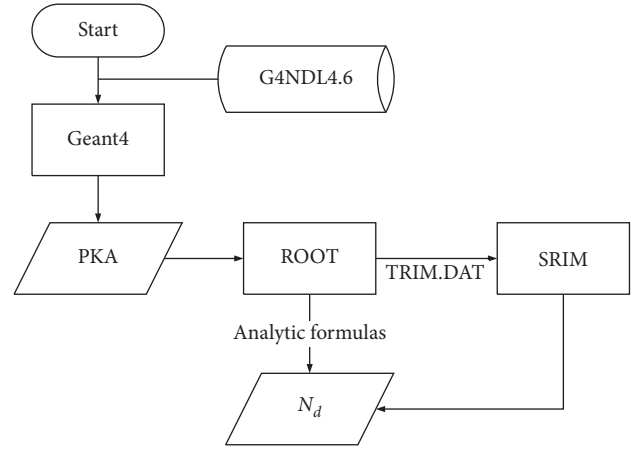 Start
G4NDL4.6
Geant4
PKA
ROOT
TRIM.DAT
SRIM
Analytic formulas
N_d